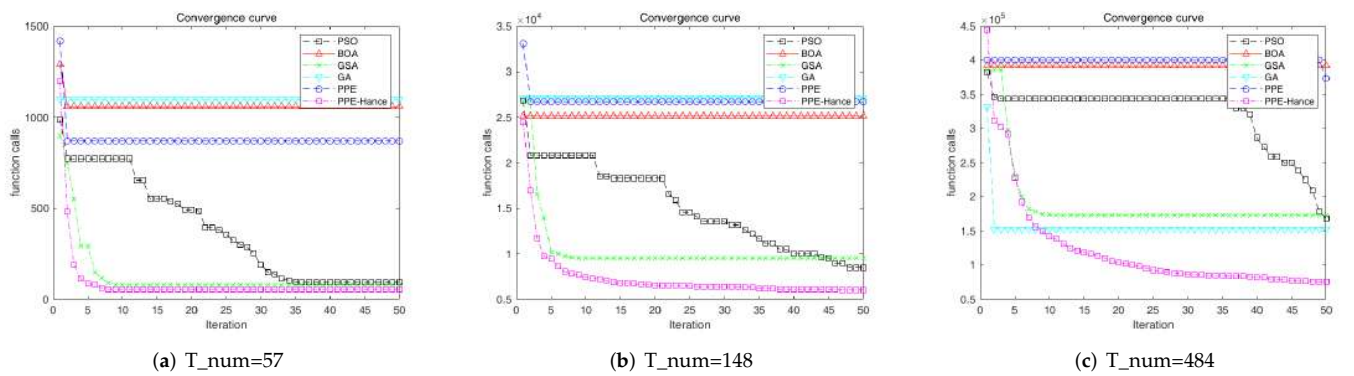 Convergence curve
1500
1000
500
0
function calls
0 5 10 15 20 25 30 35 40 45 50
Iteration
PSO
BOA
GSA
GA
PPE
PPE-Hance
(a) T_num=57
Convergence curve
×10⁴
3.5
3
2.5
2
1.5
1
0.5
function calls
0 5 10 15 20 25 30 35 40 45 50
Iteration
PSO
BOA
GSA
GA
PPE
PPE-Hance
(b) T_num=148
Convergence curve
×10⁵
4.5
4
3.5
3
2.5
2
1.5
1
0.5
function calls
0 5 10 15 20 25 30 35 40 45 50
Iteration
PSO
BOA
GSA
GA
PPE
PPE-Hance
(c) T_num=484